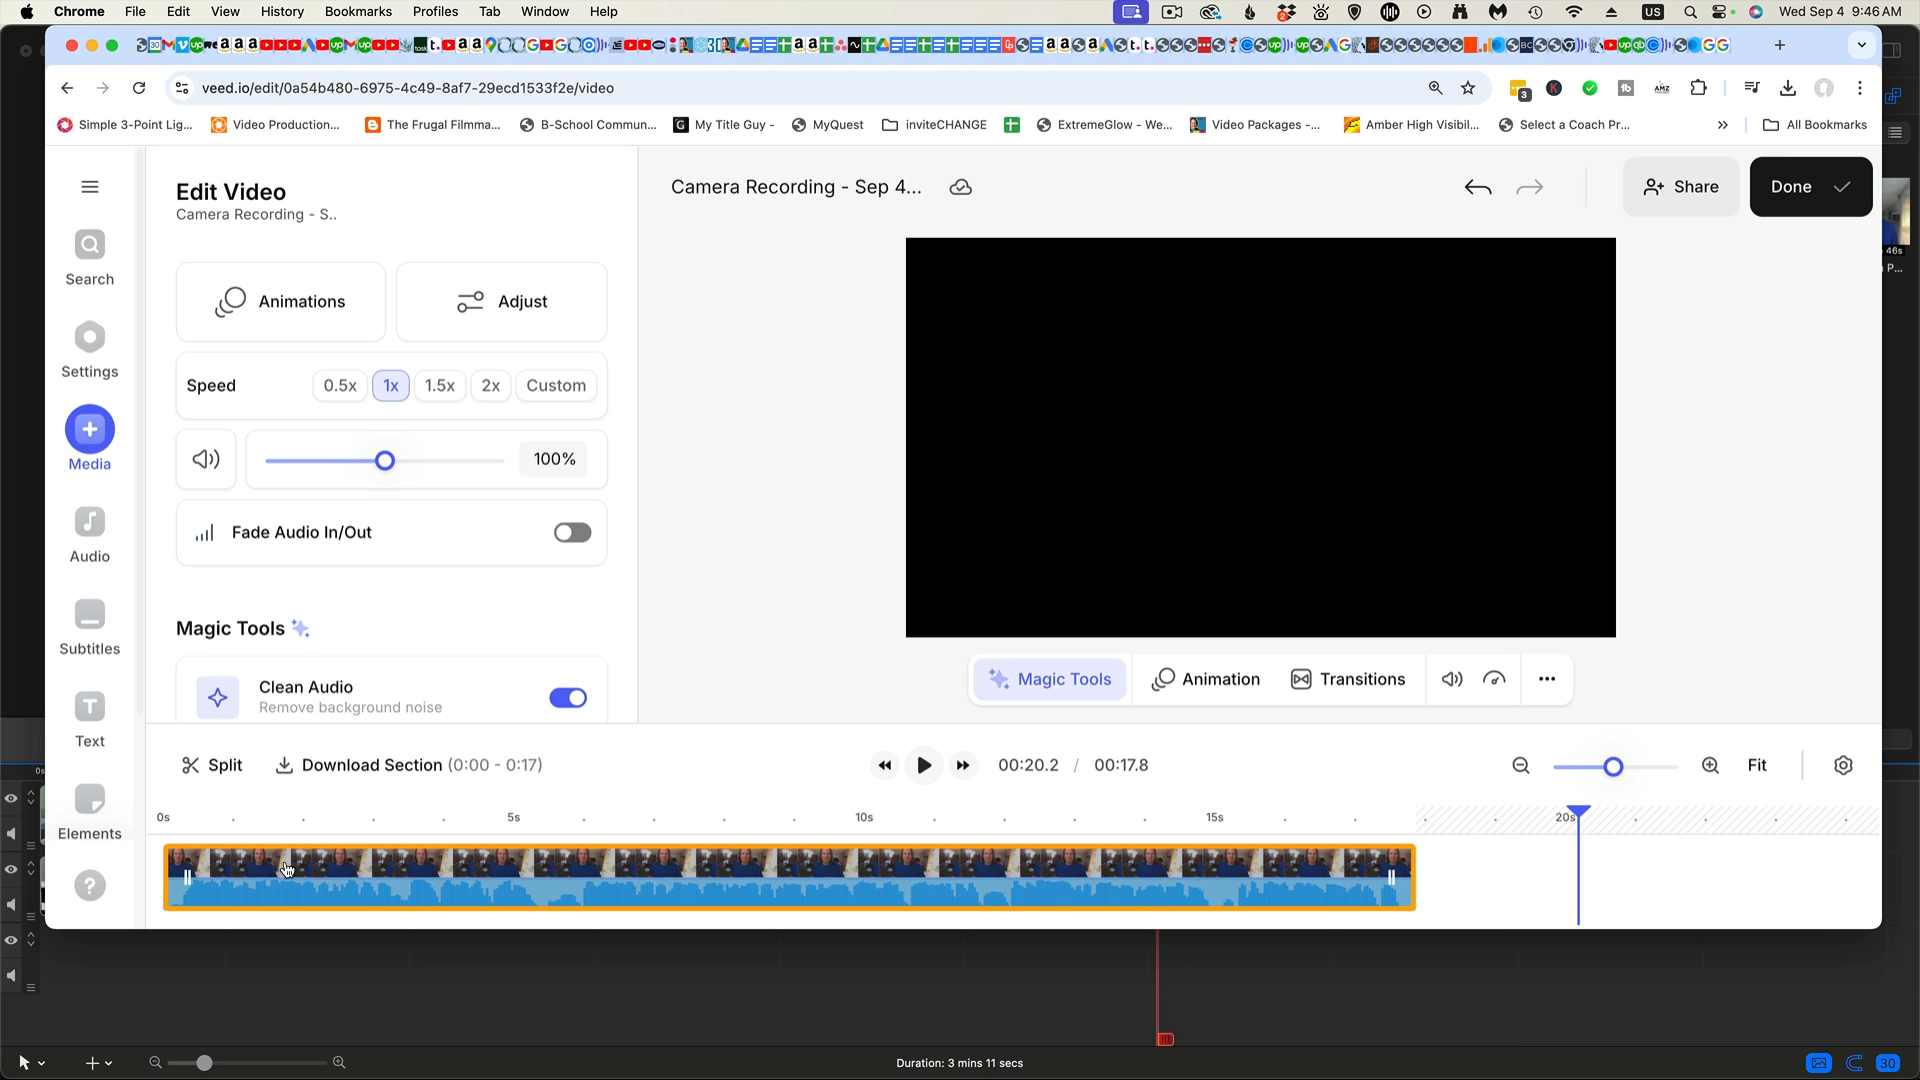 Chrome File Edit View History Bookmarks Profiles Tab Window Help US Wed Sep 4 9:46 AM
veed.io/edit/0a54b480-6975-4c49-8af7-29ecd1533f2e/video
Simple 3-Point Lig... Video Production... The Frugal Filmma... B-School Commun... My Title Guy - MyQuest inviteCHANGE ExtremeGlow - We... Video Packages -... Amber High Visibil... Select a Coach Pr... » All Bookmarks
Edit Video
Camera Recording - S..
Camera Recording - Sep 4...
Share
Done
Search
Settings
Media
Audio
Subtitles
Text
Elements
Animations
Adjust
Speed 0.5x 1x 1.5x 2x Custom
100%
Fade Audio In/Out
Magic Tools
Clean Audio
Remove background noise
Magic Tools Animation Transitions
Split Download Section (0:00 - 0:17) 00:20.2 / 00:17.8 Fit
0s 5s 10s 15s 20s
46s
P...
Duration: 3 mins 11 secs
30